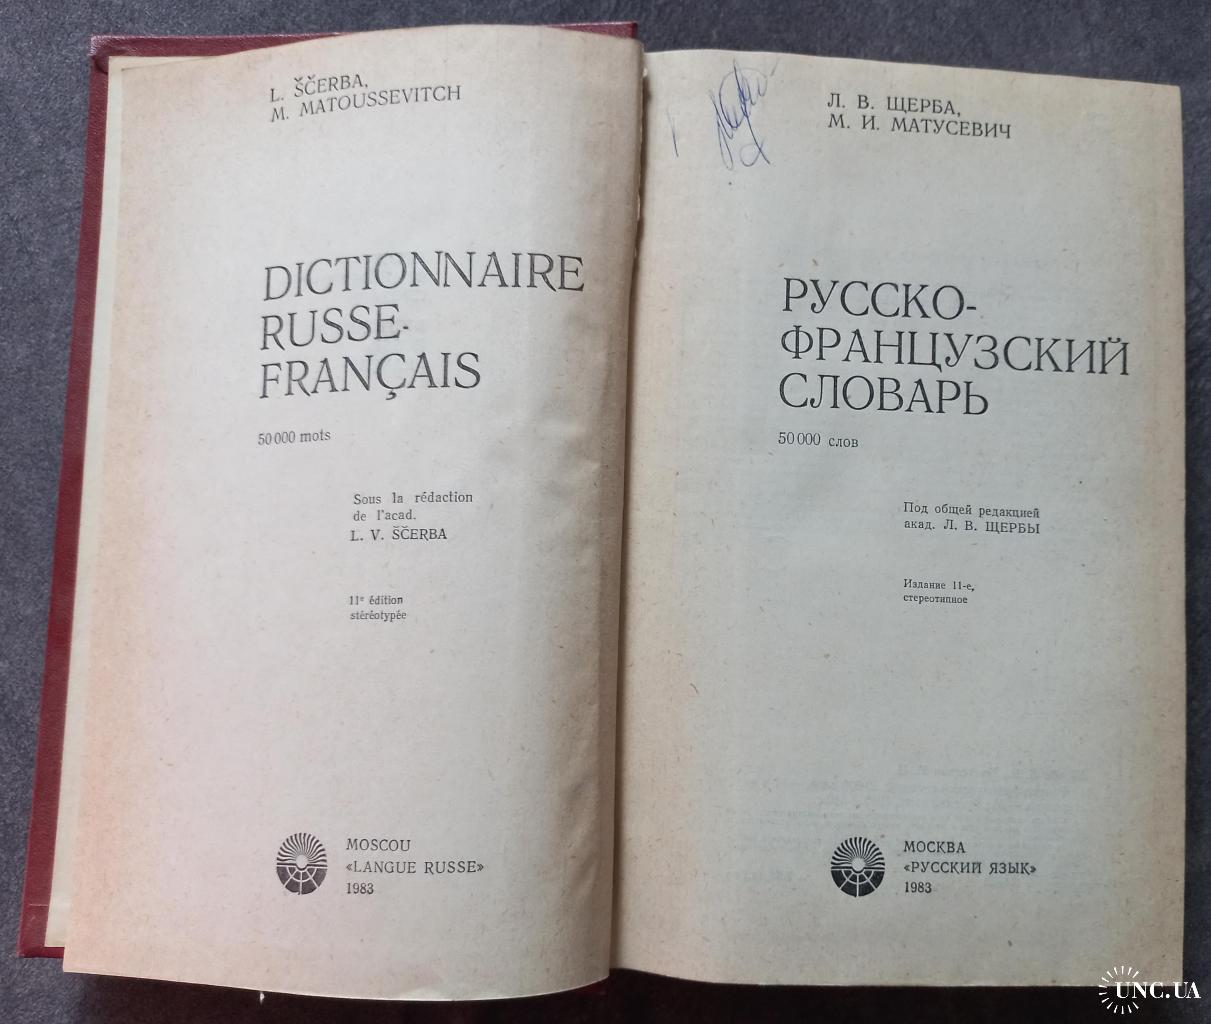 L. ŠČERBA,
M. MATOUSSEVITCH
DICTIONNAIRE
RUSSE-
FRANÇAIS
50 000 mots
Sous la rédaction
de l'acad.
L. V. ŠČERBA
11e édition
stéréotypée
MOSCOU
«LANGUE RUSSE»
1983
Л. В. ЩЕРБА,
М. И. МАТУСЕВИЧ
РУССКО-
ФРАНЦУЗСКИЙ
СЛОВАРЬ
50 000 слов
Под общей редакцией
акад. Л. В. ЩЕРБЫ
Издание 11-е,
стереотипное
МОСКВА
«РУССКИЙ ЯЗЫК»
1983
UNC.UA